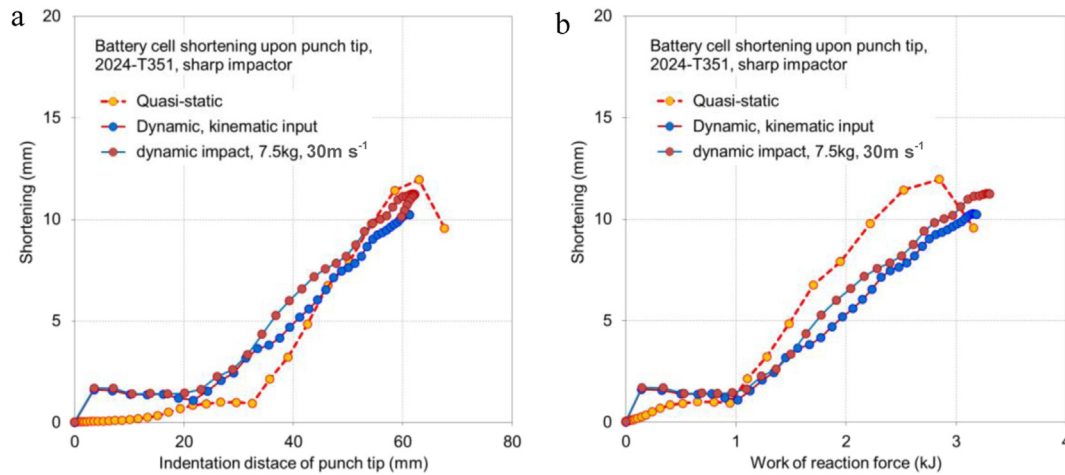 a
20
Battery cell shortening upon punch tip,
2024-T351, sharp impactor
Quasi-static
15
Dynamic, kinematic input
dynamic impact, 7.5kg, 30m s-1
Shortening (mm)
10
5
0
0 20 40 60 80
Indentation distace of punch tip (mm)
b
20
Battery cell shortening upon punch tip,
2024-T351, sharp impactor
Quasi-static
15
Dynamic, kinematic input
dynamic impact, 7.5kg, 30m s-1
Shortening (mm)
10
5
0
0 1 2 3 4
Work of reaction force (kJ)